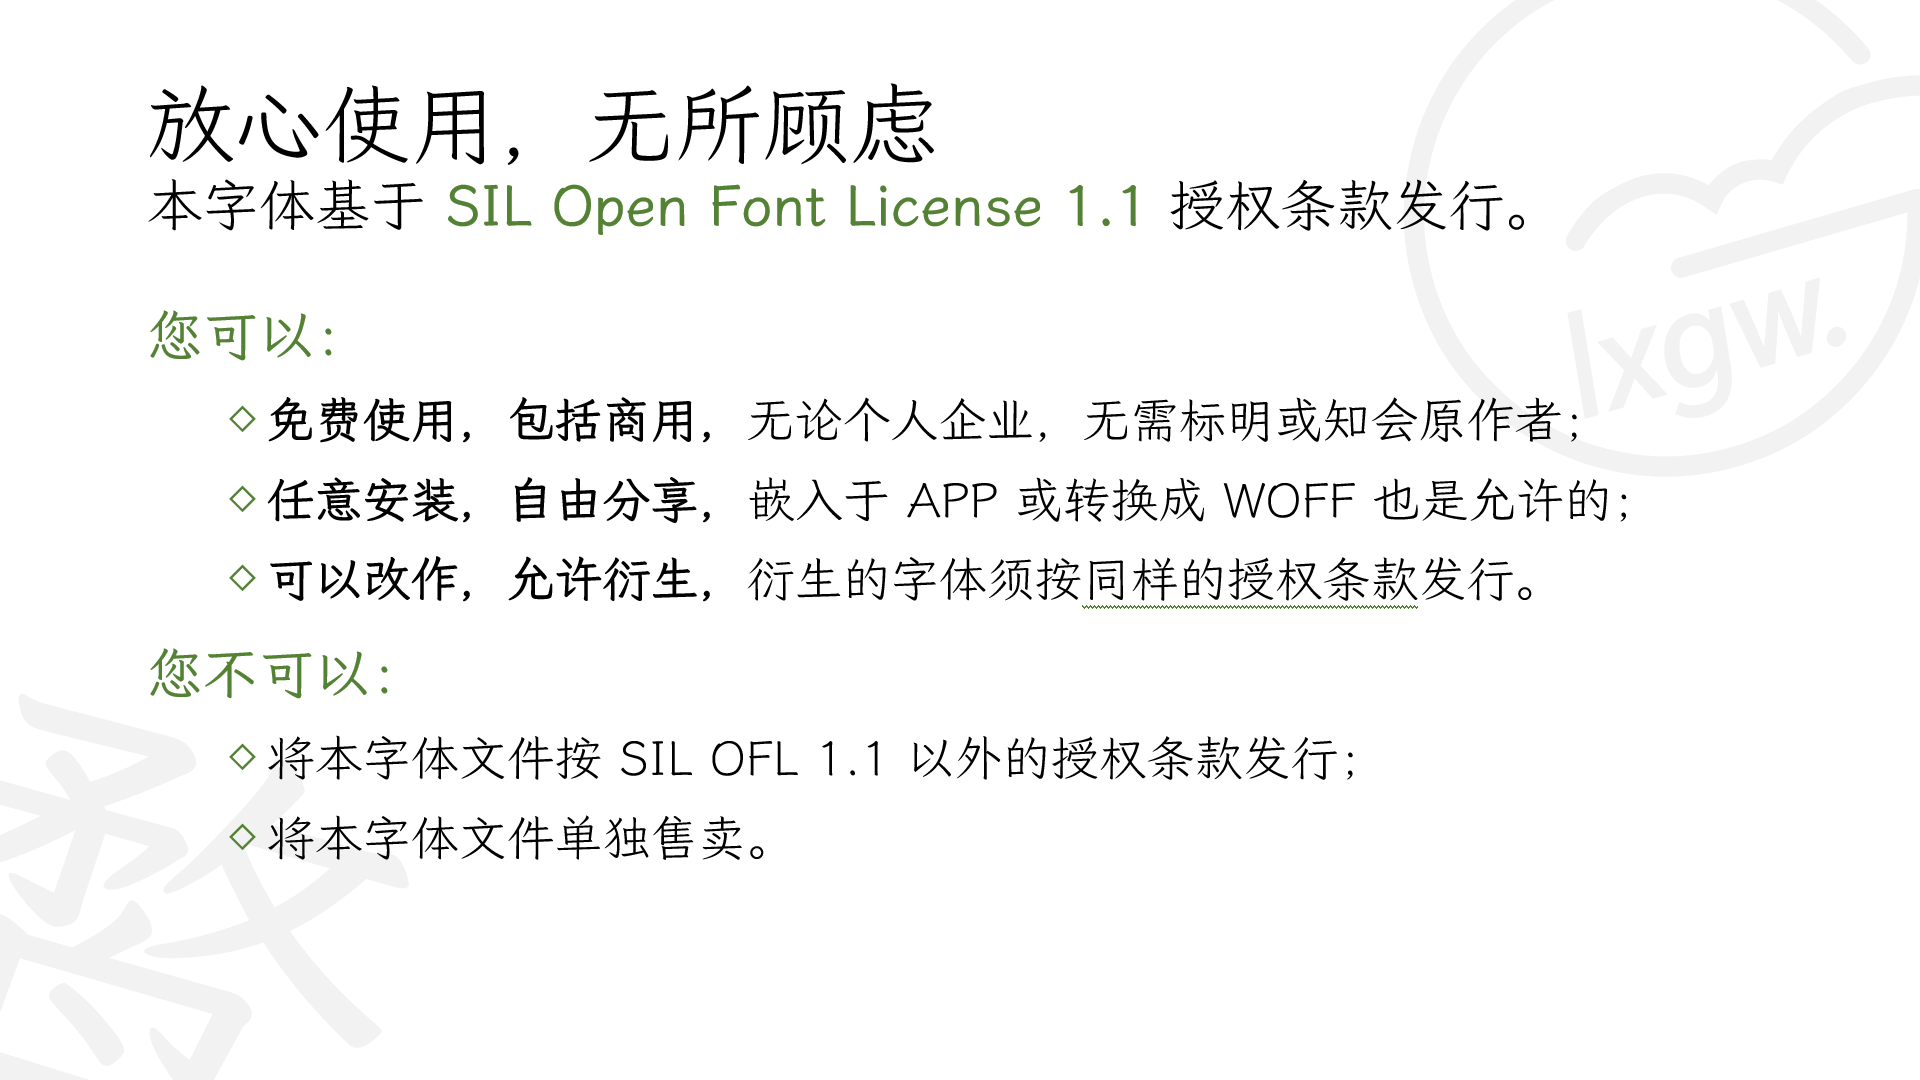 放心使用，无所顾虑
本字体基于 SIL Open Font License 1.1 授权条款发行。
lxgw.
您可以：
◇ 免费使用，包括商用，无论个人企业，无需标明或知会原作者；
◇ 任意安装，自由分享，嵌入于 APP 或转换成 WOFF 也是允许的；
◇ 可以改作，允许衍生，衍生的字体须按同样的授权条款发行。
您不可以：
◇ 将本字体文件按 SIL OFL 1.1 以外的授权条款发行；
◇ 将本字体文件单独售卖。